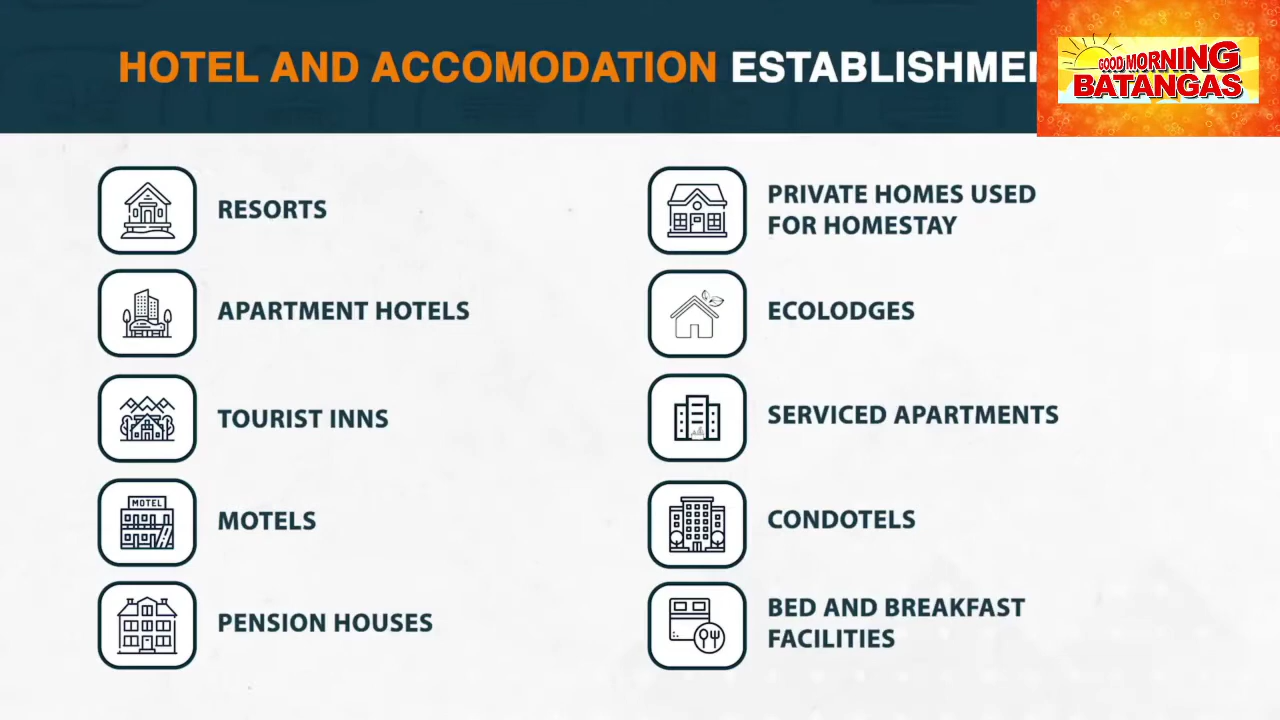 HOTEL AND ACCOMODATION ESTABLISHME
GOOD MORNING
BATANGAS
RESORTS
APARTMENT HOTELS
TOURIST INNS
MOTEL
MOTELS
PENSION HOUSES
PRIVATE HOMES USED
FOR HOMESTAY
ECOLODGES
SERVICED APARTMENTS
CONDOTELS
BED AND BREAKFAST
FACILITIES